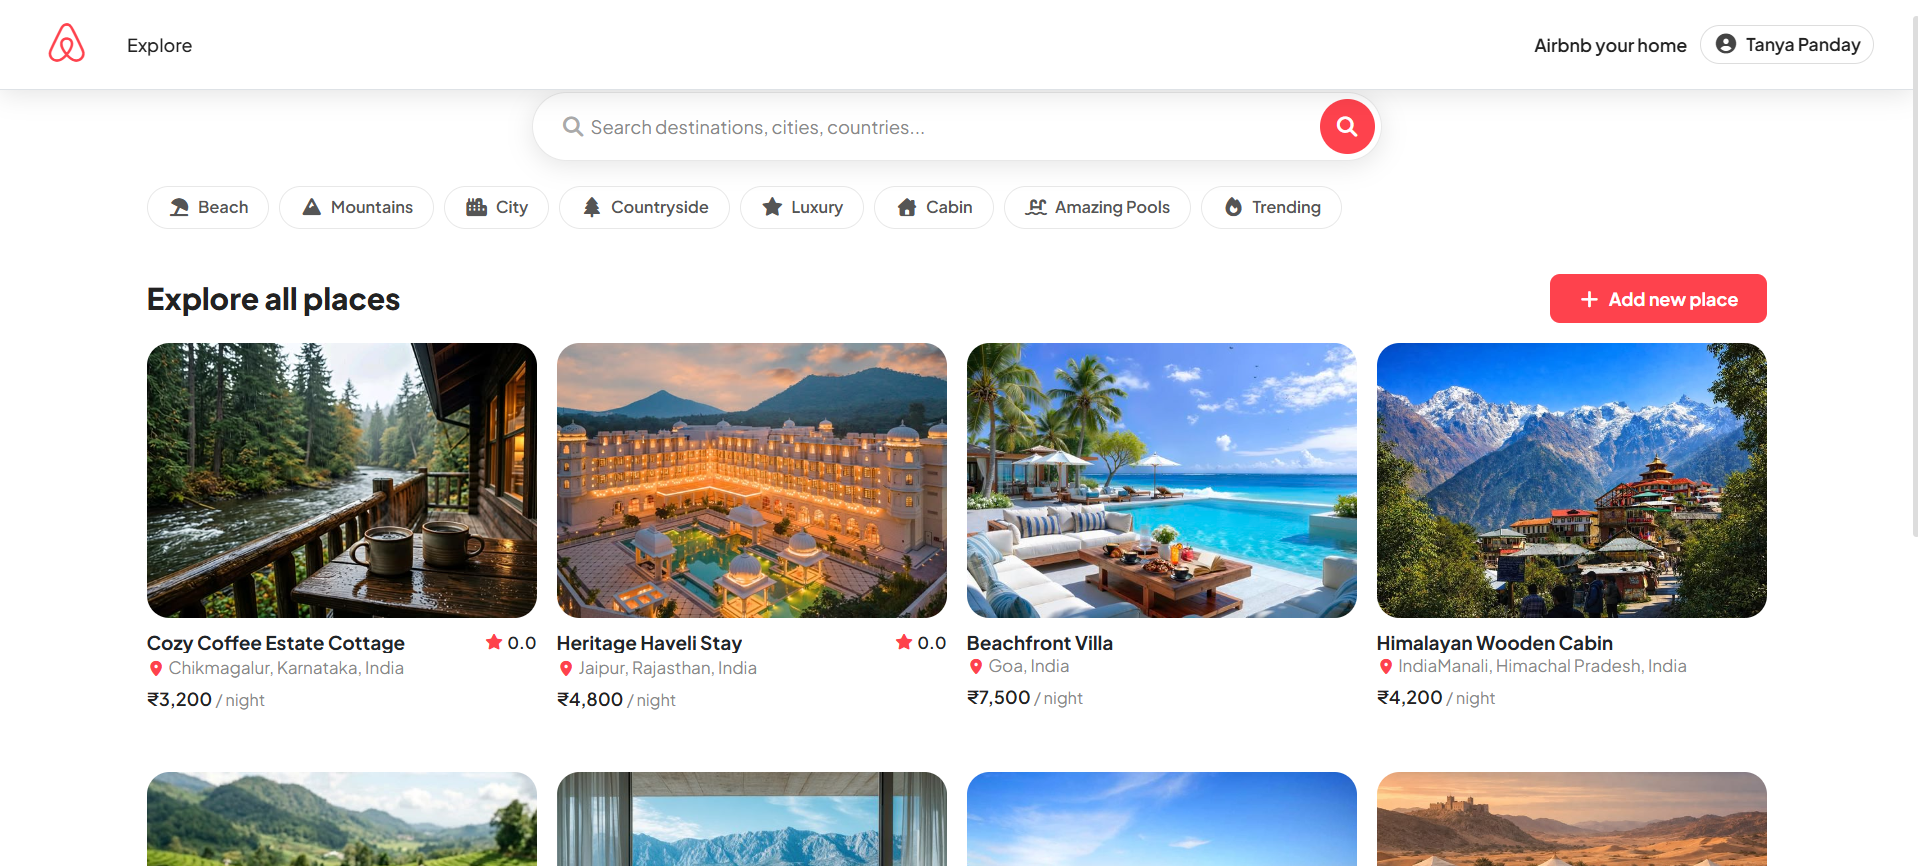 Explore
Airbnb your home
Tanya Panday
Search destinations, cities, countries...
Beach
Mountains
City
Countryside
Luxury
Cabin
Amazing Pools
Trending
Explore all places
+ Add new place
Cozy Coffee Estate Cottage
0.0
Chikmagalur, Karnataka, India
₹3,200 / night
Heritage Haveli Stay
0.0
Jaipur, Rajasthan, India
₹4,800 / night
Beachfront Villa
Goa, India
₹7,500 / night
Himalayan Wooden Cabin
IndiaManali, Himachal Pradesh, India
₹4,200 / night